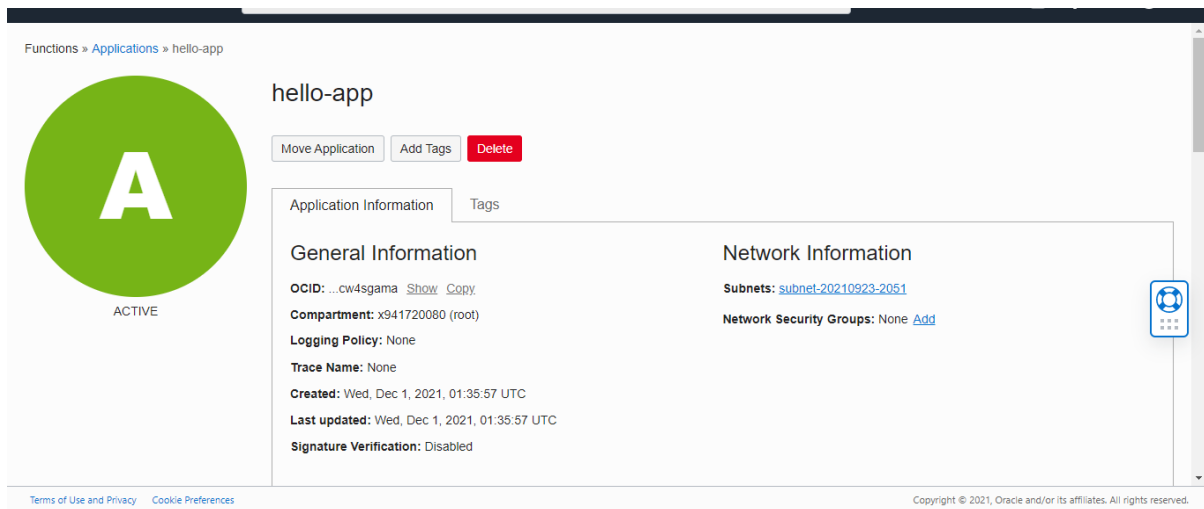 Functions » Applications » hello-app
A
ACTIVE
hello-app
Move Application Add Tags Delete
Application Information Tags
General Information
OCID: ...cw4sgama Show Copy
Compartment: x941720080 (root)
Logging Policy: None
Trace Name: None
Created: Wed, Dec 1, 2021, 01:35:57 UTC
Last updated: Wed, Dec 1, 2021, 01:35:57 UTC
Signature Verification: Disabled
Network Information
Subnets: subnet-20210923-2051
Network Security Groups: None Add
Terms of Use and Privacy Cookie Preferences
Copyright © 2021, Oracle and/or its affiliates. All rights reserved.